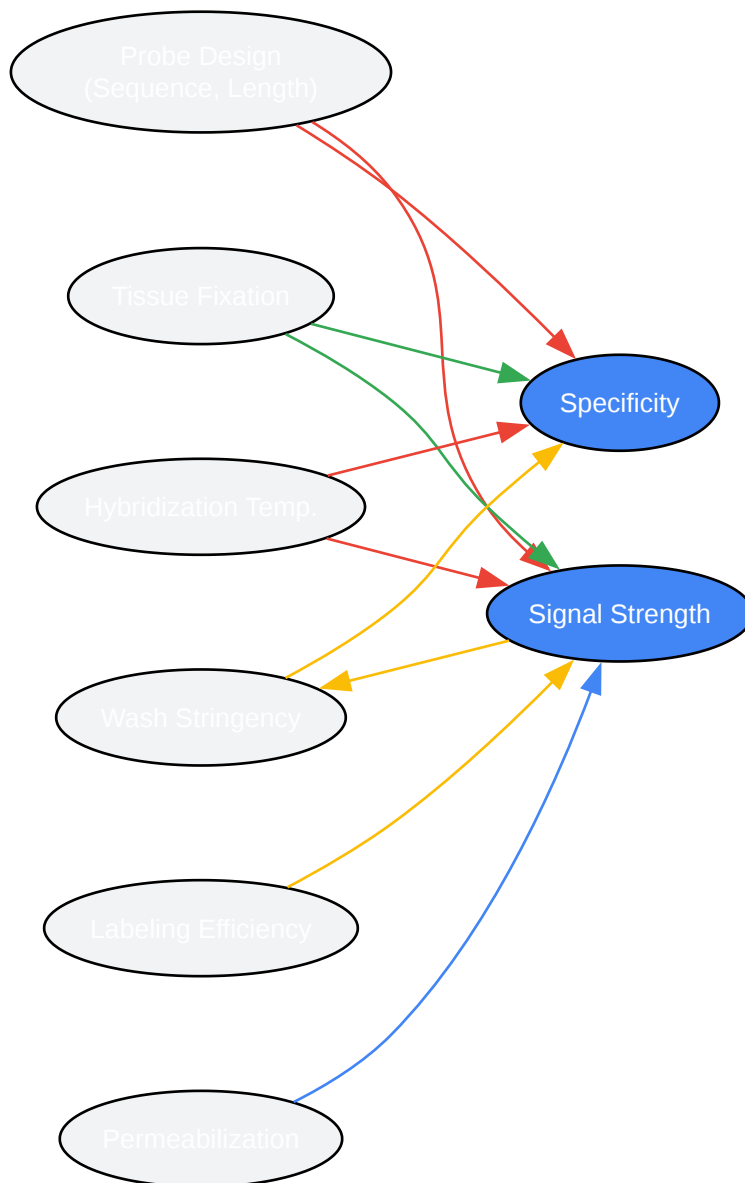 Probe Design
(Sequence, Length)
Tissue Fixation
Specificity
Hybridization Temp.
Signal Strength
Wash Stringency
Labeling Efficiency
Permeabilization